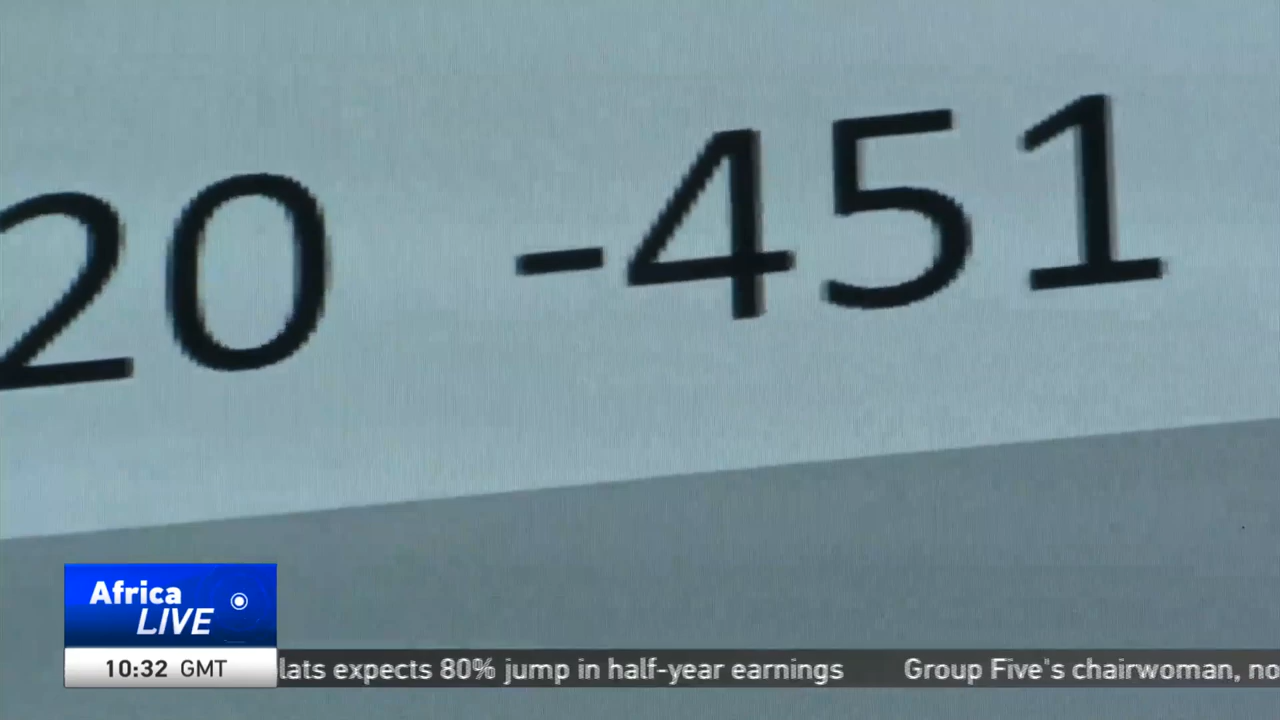 20 -451
Africa
LIVE
10:32 GMT
lats expects 80% jump in half-year earnings Group Five's chairwoman, no